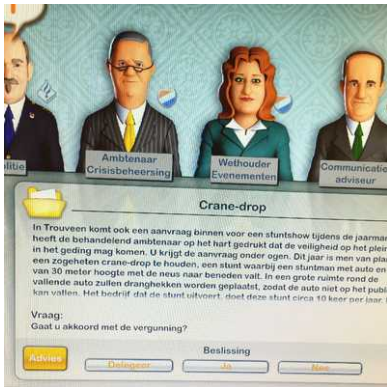 olitie
Ambtenaar
Crisisbeheersing
Wethouder
Evenementen
Communicatie
adviseur
Crane-drop
In Trouveen komt ook een aanvraag binnen voor een stuntshow tijdens de jaarmar
heeft de behandelend ambtenaar op het hart gedrukt dat de veiligheid op het plei
in het geding mag komen. U krijgt de aanvraag onder ogen. Dit jaar is men van pla
een zogeheten crane-drop te houden, een stunt waarbij een stuntman met auto en
van 30 meter hoogte met de neus naar beneden valt. In een grote ruimte rond de
vallende auto zullen dranghekken worden geplaatst, zodat de auto niet op het publi
kan vallen. Het bedrijf dat de stunt uitvoert, doet deze stunt circa 10 keer per jaar.
Vraag:
Gaat u akkoord met de vergunning?
Beslissing
Advies
Delegeer
Ja
Nee